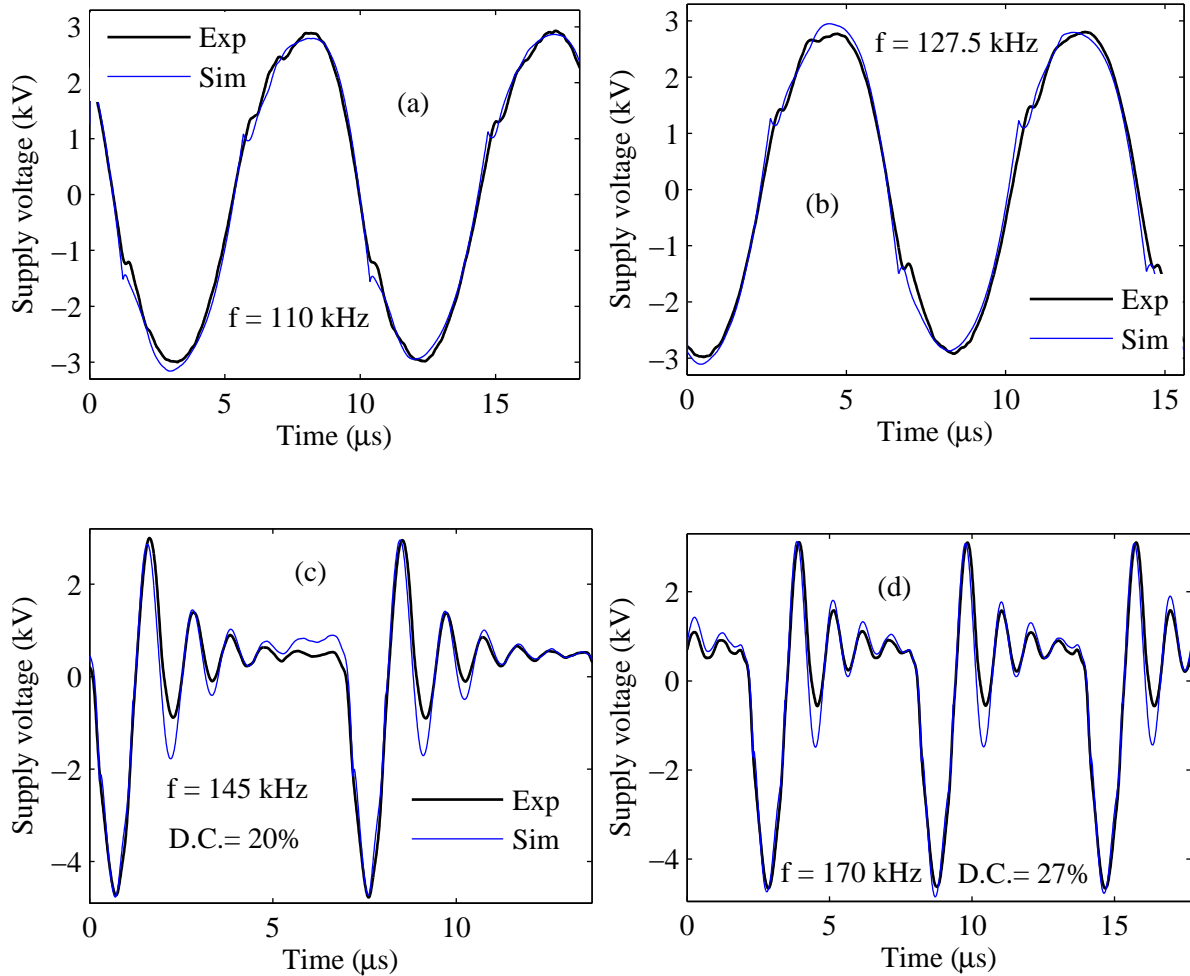 3
2
1
0
−1
−2
−3
Supply voltage (kV)
Exp
Sim
(a)
f = 110 kHz
0
5
10
15
Time (μs)
3
2
1
0
−1
−2
−3
Supply voltage (kV)
f = 127.5 kHz
(b)
Exp
Sim
0
5
10
15
Time (μs)
2
0
−2
−4
Supply voltage (kV)
(c)
f = 145 kHz
D.C.= 20%
Exp
Sim
0
5
10
Time (μs)
2
0
−2
−4
Supply voltage (kV)
(d)
f = 170 kHz
D.C.= 27%
0
5
10
15
Time (μs)